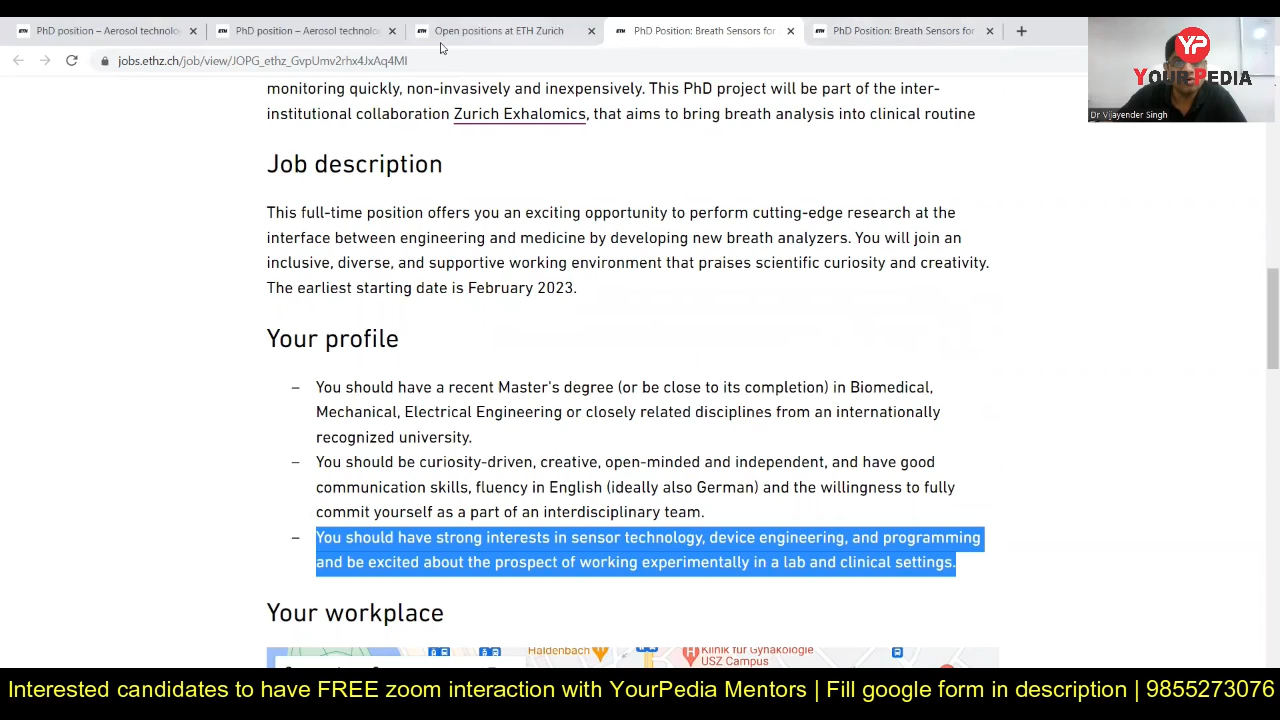 PhD position – Aerosol technolo
PhD position – Aerosol technolo
Open positions at ETH Zurich
PhD Position: Breath Sensors for
PhD Position: Breath Sensors for
jobs.ethz.ch/job/view/JOPG_ethz_GvpUmv2rhx4JxAq4MI
YP
YOUR PEDIA
Dr Vijayender Singh
monitoring quickly, non-invasively and inexpensively. This PhD project will be part of the inter-
institutional collaboration Zurich Exhalomics, that aims to bring breath analysis into clinical routine
Job description
This full-time position offers you an exciting opportunity to perform cutting-edge research at the
interface between engineering and medicine by developing new breath analyzers. You will join an
inclusive, diverse, and supportive working environment that praises scientific curiosity and creativity.
The earliest starting date is February 2023.
Your profile
– You should have a recent Master's degree (or be close to its completion) in Biomedical,
Mechanical, Electrical Engineering or closely related disciplines from an internationally
recognized university.
– You should be curiosity-driven, creative, open-minded and independent, and have good
communication skills, fluency in English (ideally also German) and the willingness to fully
commit yourself as a part of an interdisciplinary team.
– You should have strong interests in sensor technology, device engineering, and programming
and be excited about the prospect of working experimentally in a lab and clinical settings.
Your workplace
Haldenbach
Klinik für Gynäkologie
USZ Campus
Interested candidates to have FREE zoom interaction with YourPedia Mentors | Fill google form in description | 9855273076